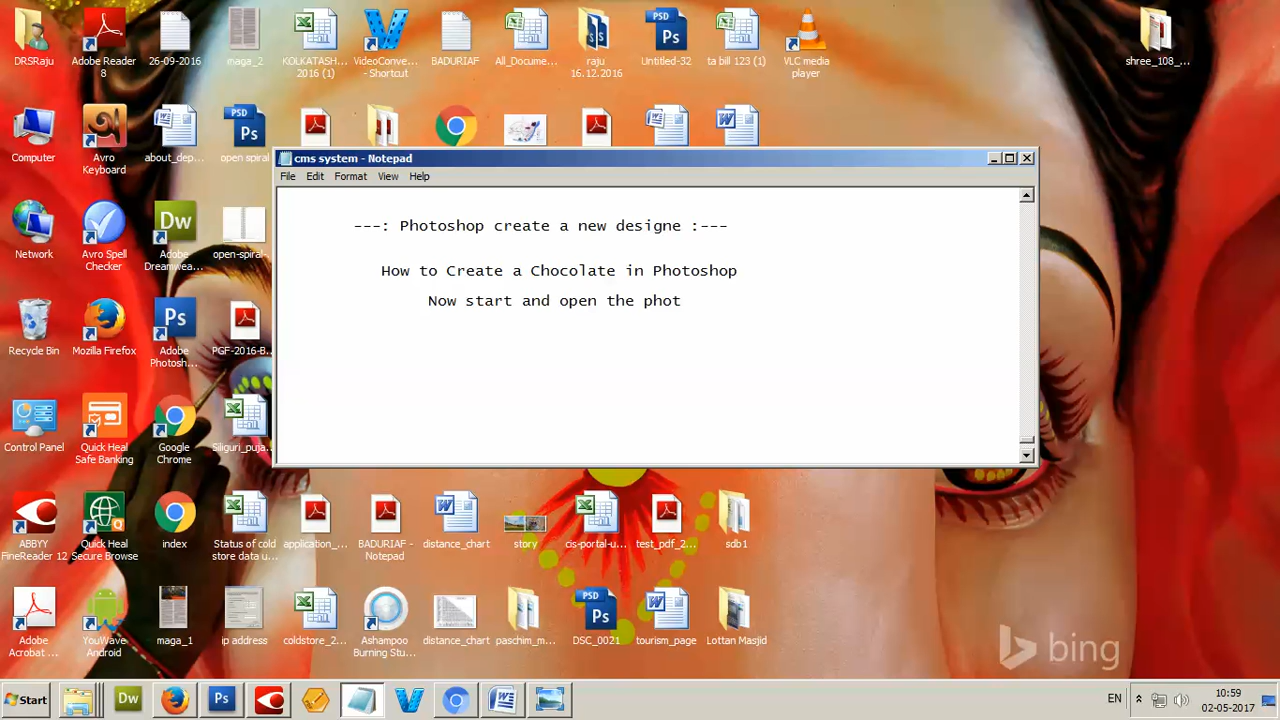 DRSRaju
Adobe Reader 8
26-09-2016
maga_2
KOLKATASH... 2016 (1)
VideoConve... - Shortcut
BADURIAF
All_Docume...
raju 16.12.2016
Untitled-32
ta bill 123 (1)
VLC media player
shree_108_...
Computer
Avro Keyboard
about_dep...
open spiral
cms system - Notepad
File Edit Format View Help
---: Photoshop create a new designe :---
How to Create a Chocolate in Photoshop
Now start and open the phot
Network
Avro Spell Checker
Adobe Dreamwea...
open-spiral-...
Recycle Bin
Mozilla Firefox
Adobe Photosh...
PGF-2016-B...
Control Panel
Quick Heal Safe Banking
Google Chrome
Siliguri_puja...
ABBYY FineReader 12
Quick Heal Secure Browse
index
Status of cold store data u...
application_...
BADURIAF - Notepad
distance_chart
story
cis-portal-u...
test_pdf_2...
sdb1
Adobe Acrobat ...
YouWave Android
maga_1
ip address
coldstore_2...
Ashampoo Burning Stu...
distance_chart
paschim_m...
DSC_0021
tourism_page
Lottan Masjid
bing
Start
EN
10:59
02-05-2017